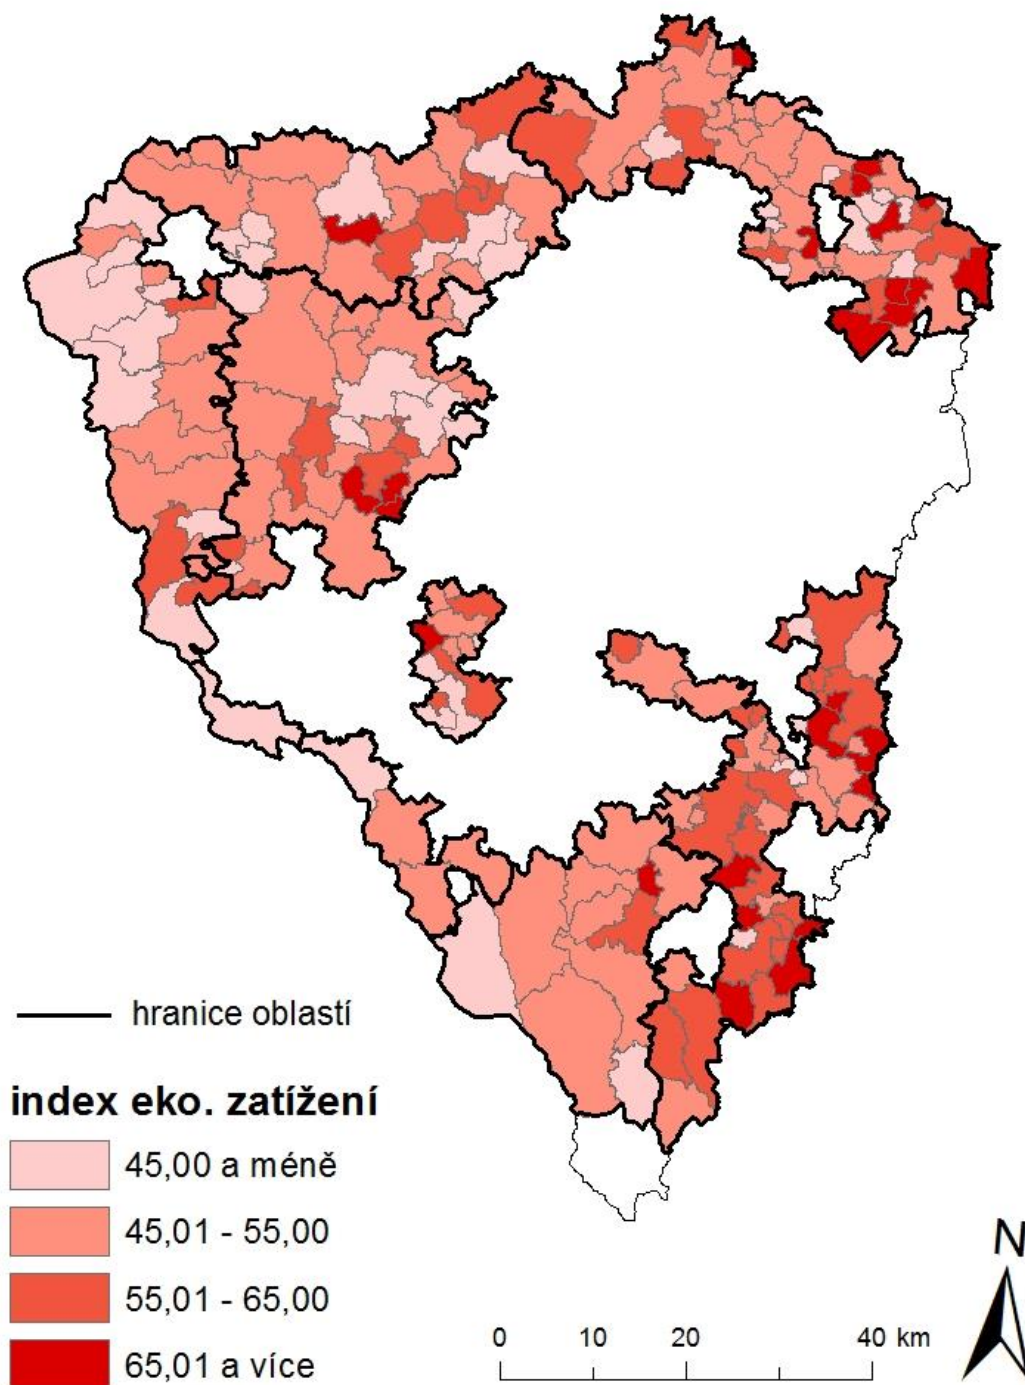 hranice oblastí
index eko. zatížení
45,00 a méně
45,01 - 55,00
55,01 - 65,00
65,01 a více
0 10 20 40 km
N